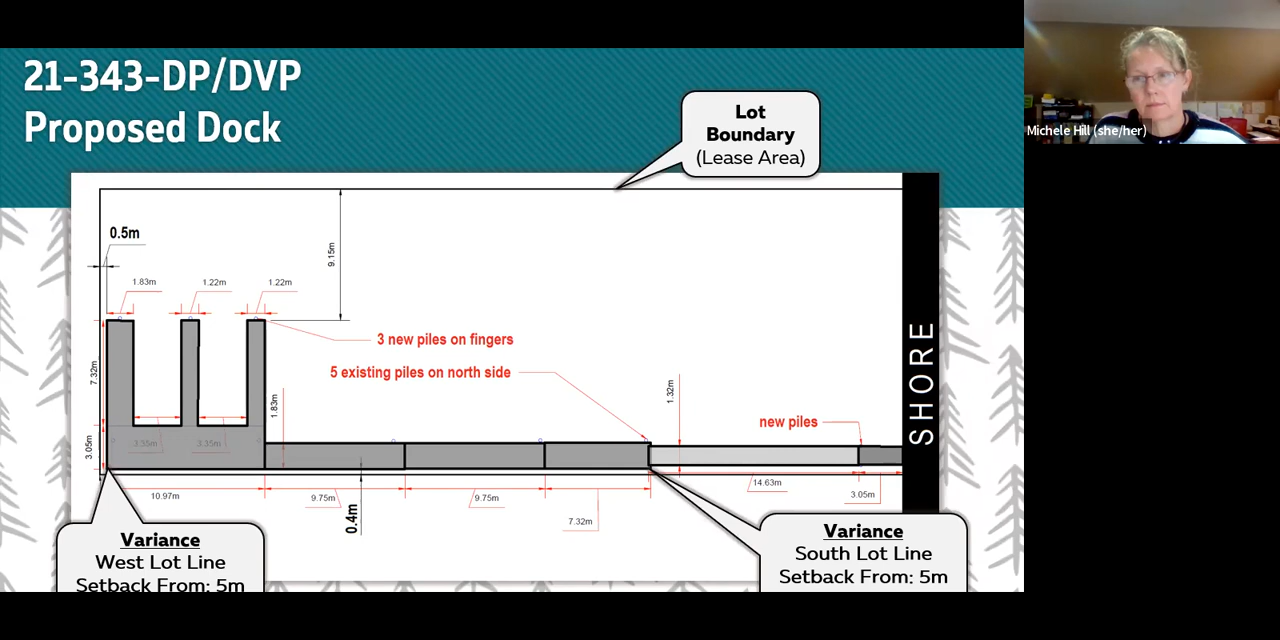 21-343-DP/DVP
Proposed Dock
Michele Hill (she/her)
Lot
Boundary
(Lease Area)
0.5m
9.15m
1.83m
1.22m
1.22m
3 new piles on fingers
5 existing piles on north side
7.32m
1.83m
1.32m
new piles
SHORE
3.05m
3.35m
3.35m
10.97m
9.75m
9.75m
7.32m
14.63m
3.05m
0.4m
Variance
West Lot Line
Setback From: 5m
Variance
South Lot Line
Setback From: 5m